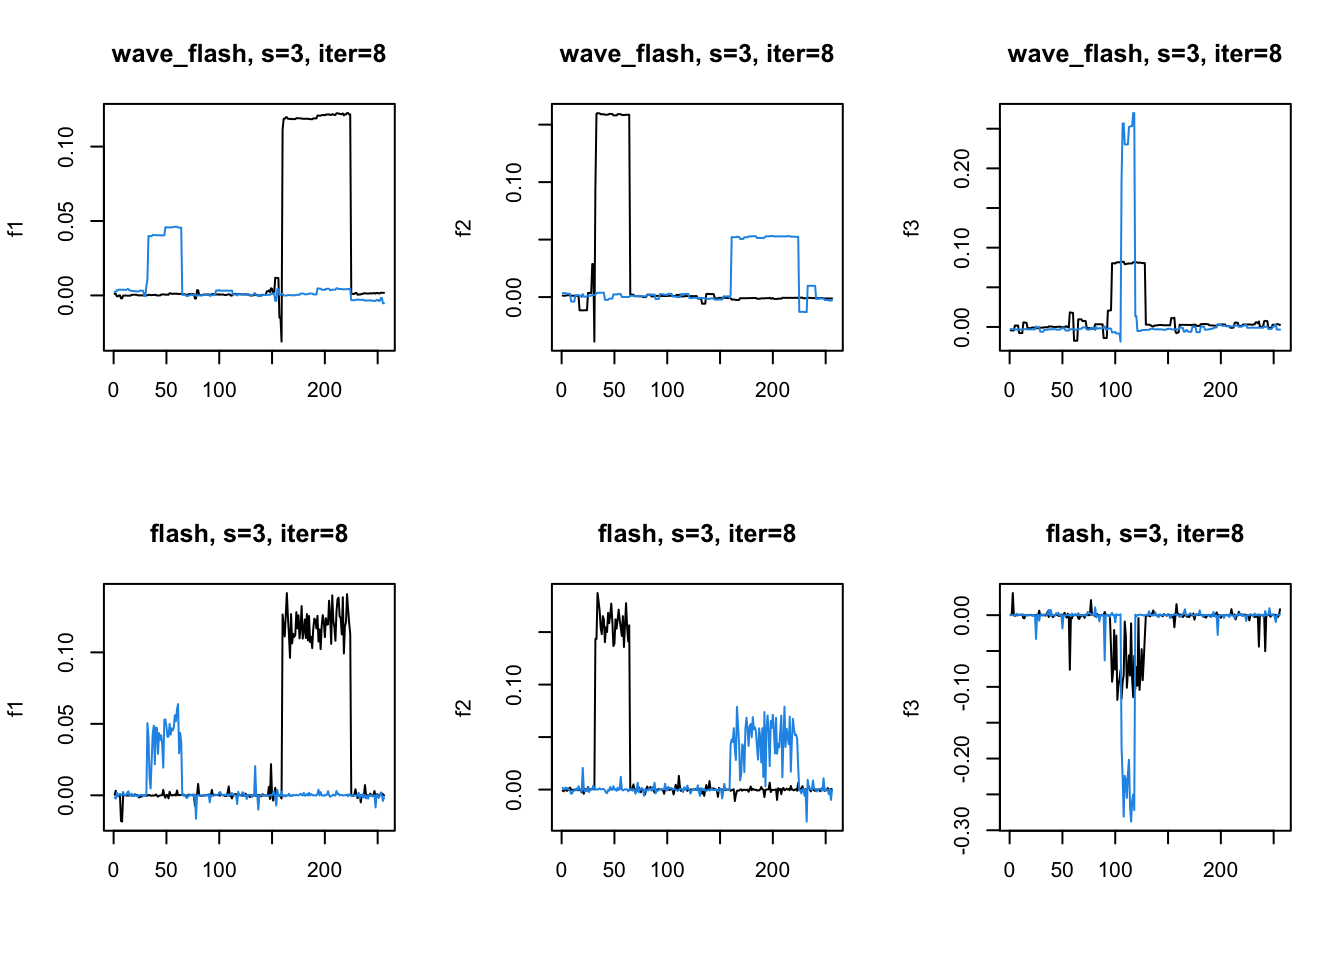 wave_flash, s=3, iter=8
wave_flash, s=3, iter=8
wave_flash, s=3, iter=8
f1
0.00 0.05 0.10
0 50 100 200
f2
0.00 0.10
0 50 100 200
f3
0.00 0.10 0.20
0 50 100 200
flash, s=3, iter=8
flash, s=3, iter=8
flash, s=3, iter=8
f1
0.00 0.05 0.10
0 50 100 200
f2
0.00 0.10
0 50 100 200
f3
-0.30 -0.20 -0.10 0.00
0 50 100 200